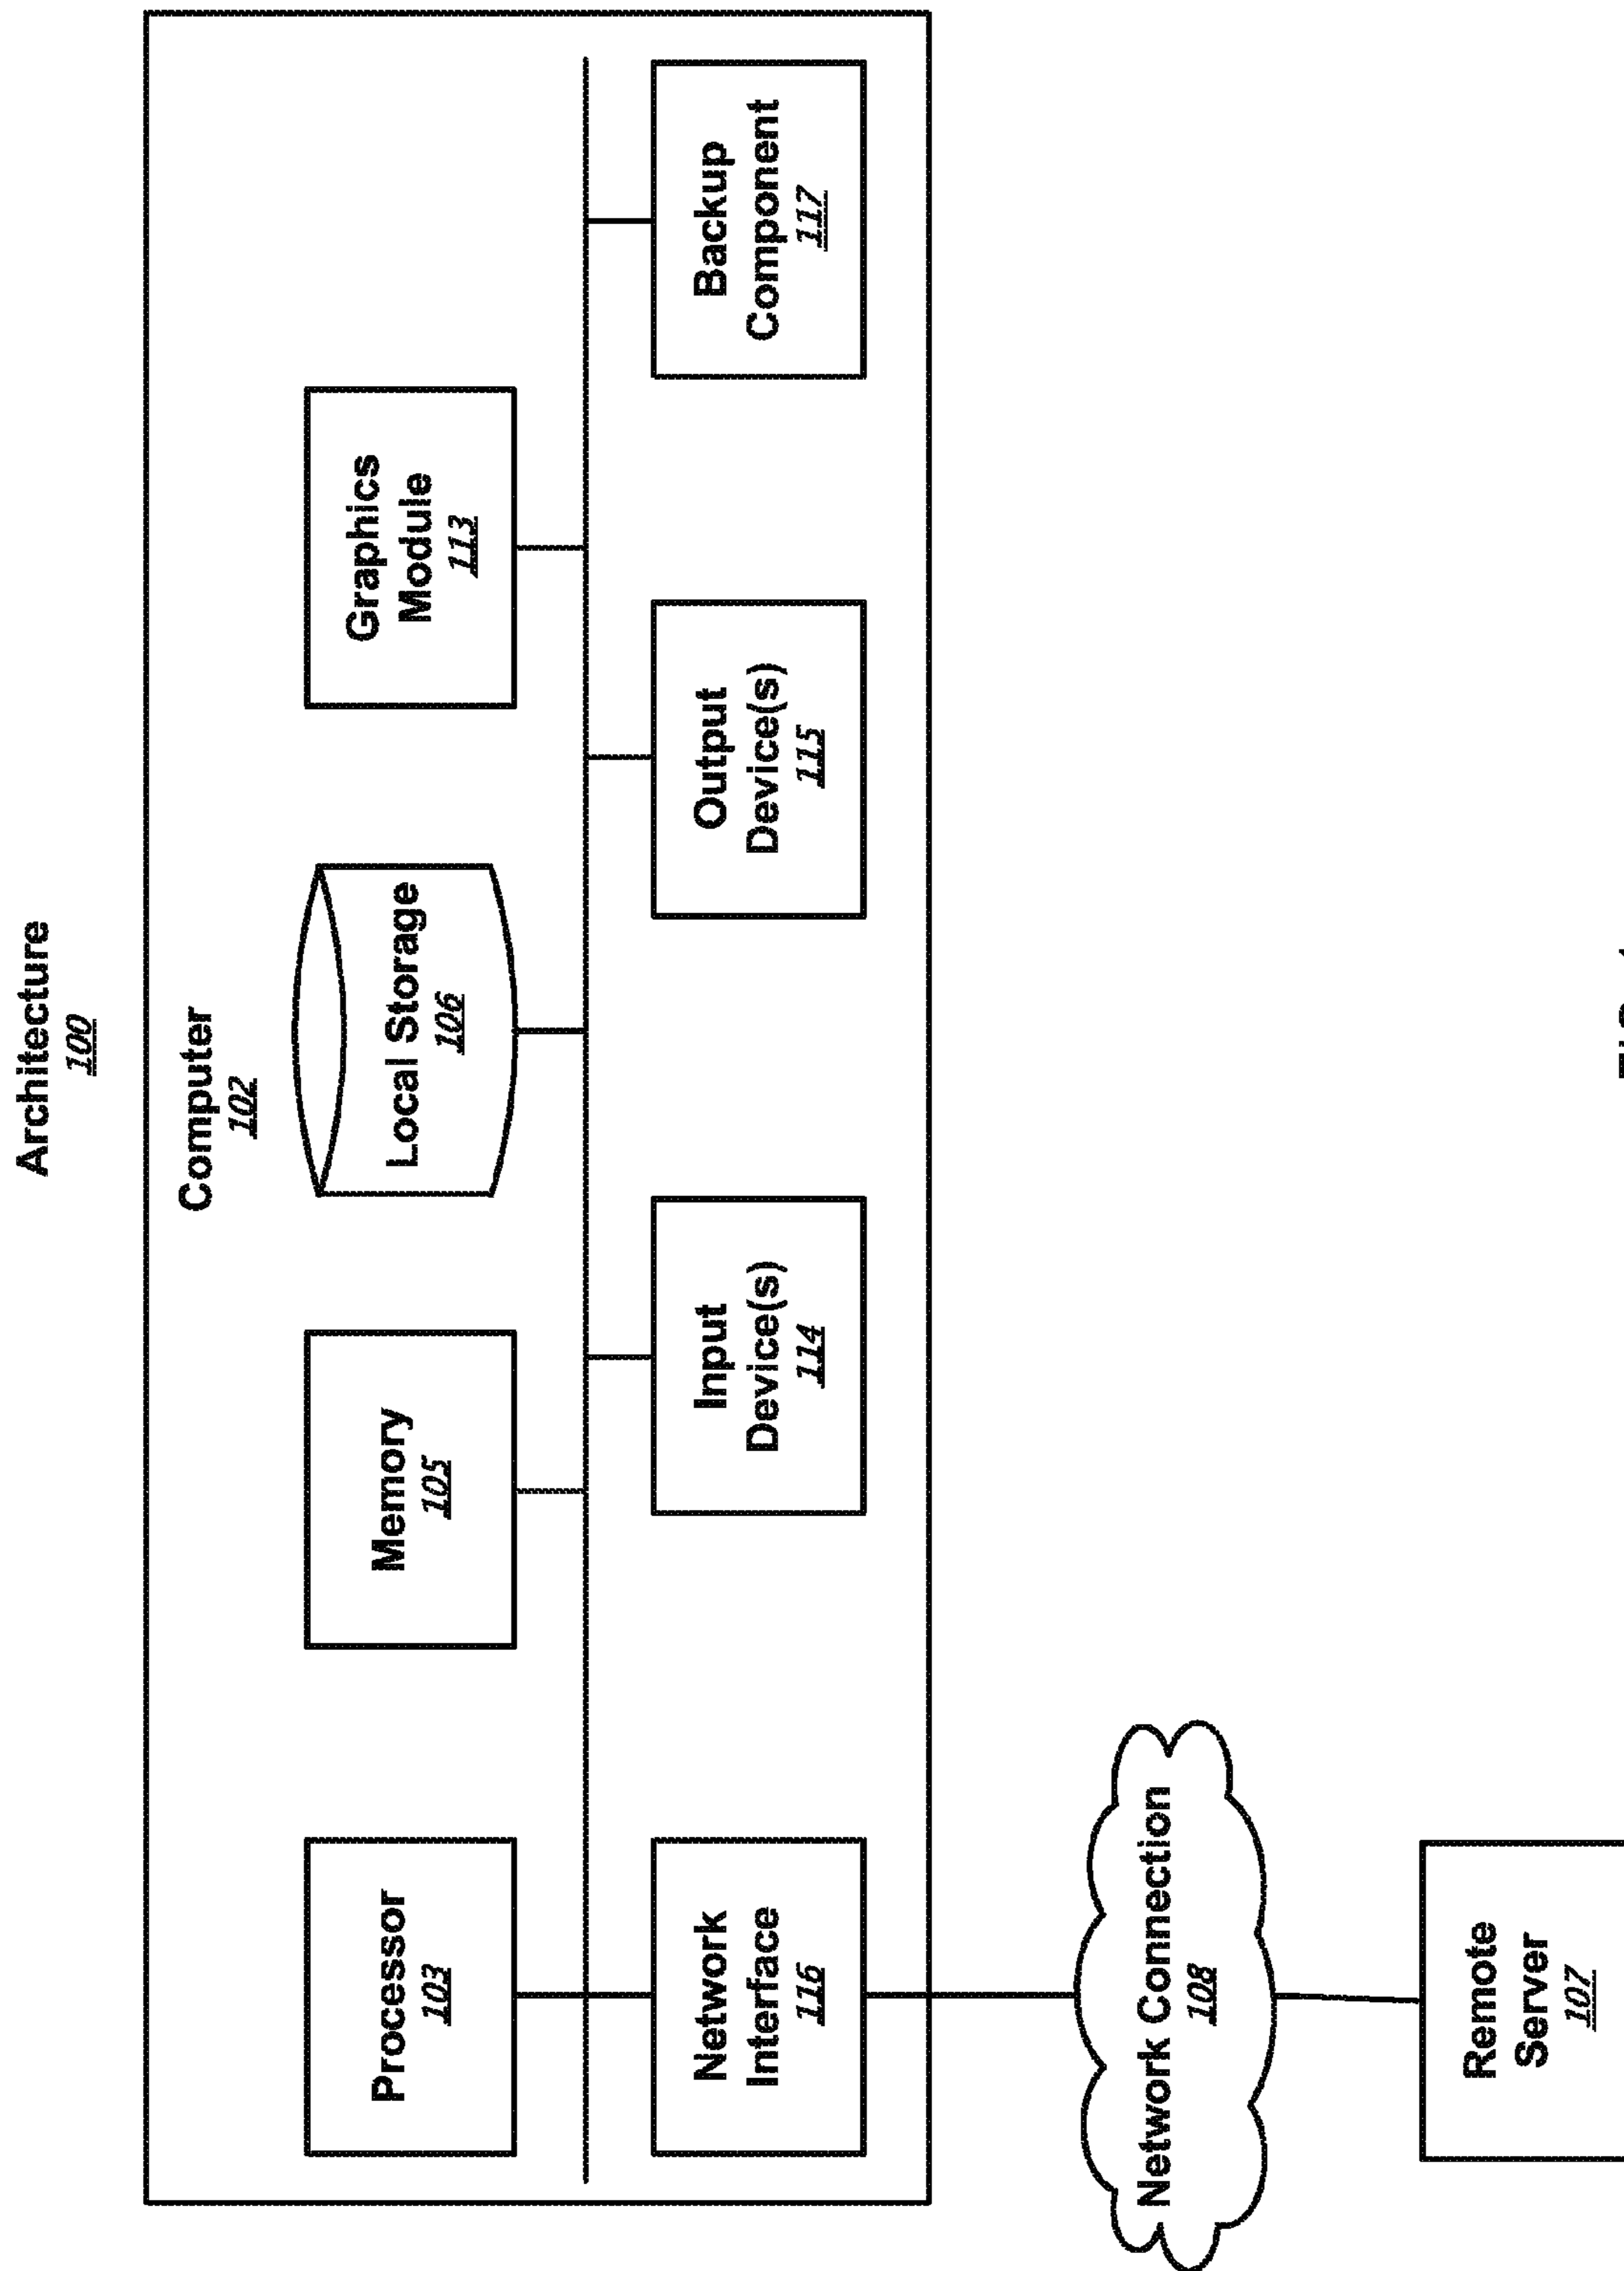 Architecture
100
Computer
102
Processor
103
Memory
105
Local Storage
106
Graphics
Module
113
Network
Interface
116
Input
Device(s)
114
Output
Device(s)
115
Backup
Component
117
Network Connection
108
Remote
Server
107